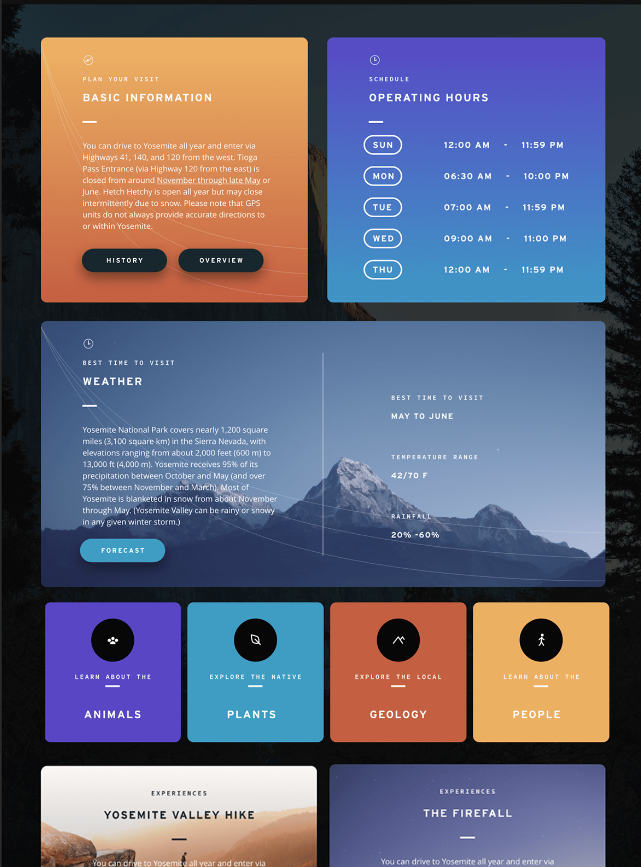 PLAN YOUR VISIT
BASIC INFORMATION
You can drive to Yosemite all year and enter via
Highways 41, 140, and 120 from the west. Tioga
Pass Entrance (via Highway 120 from the east) is
closed from around November through late May or
June. Hetch Hetchy is open all year but may close
intermittently due to snow. Please note that GPS
units do not always provide accurate directions to
or within Yosemite.
HISTORY
OVERVIEW
SCHEDULE
OPERATING HOURS
SUN 12:00 AM - 11:59 PM
MON 06:30 AM - 10:00 PM
TUE 07:00 AM - 11:59 PM
WED 09:00 AM - 11:00 PM
THU 12:00 AM - 11:59 PM
BEST TIME TO VISIT
WEATHER
Yosemite National Park covers nearly 1,200 square
miles (3,100 square km) in the Sierra Nevada, with
elevations ranging from about 2,000 feet (600 m) to
13,000 ft (4,000 m). Yosemite receives 95% of its
precipitation between October and May (and over
75% between November and March). Most of
Yosemite is blanketed in snow from about November
through May. (Yosemite Valley can be rainy or snowy
in any given winter storm.)
FORECAST
BEST TIME TO VISIT
MAY TO JUNE
TEMPERATURE RANGE
42/70 F
RAINFALL
20% -60%
LEARN ABOUT THE
ANIMALS
EXPLORE THE NATIVE
PLANTS
EXPLORE THE LOCAL
GEOLOGY
LEARN ABOUT THE
PEOPLE
EXPERIENCES
YOSEMITE VALLEY HIKE
You can drive to Yosemite all year and enter via
EXPERIENCES
THE FIREFALL
You can drive to Yosemite all year and enter via